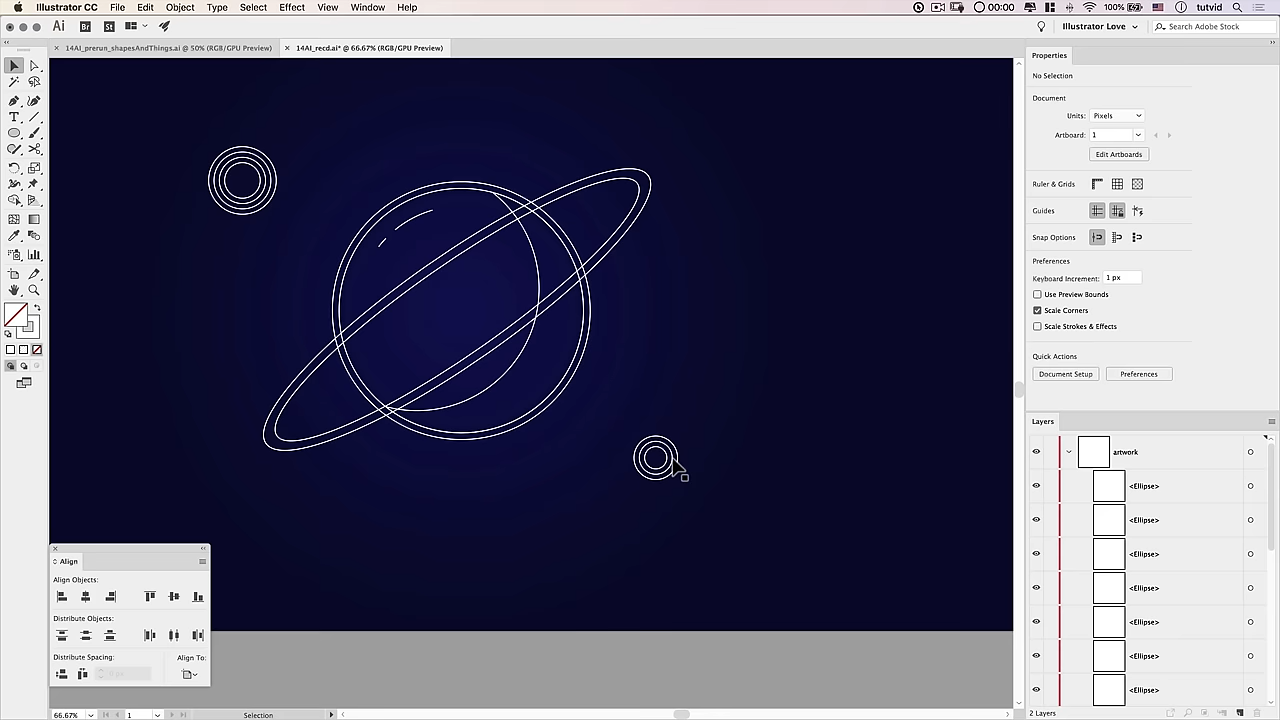 Illustrator CC File Edit Object Type Select Effect View Window Help 00:00 100% tutvid
Ai Br St Illustrator Love Search Adobe Stock
14AI_prerun_shapesAndThings.ai @ 50% (RGB/GPU Preview) 14AI_recd.ai* @ 66.67% (RGB/GPU Preview)
Properties
No Selection
Document
Units: Pixels
Artboard: 1
Edit Artboards
Ruler & Grids
Guides
Snap Options
Preferences
Keyboard Increment: 1 px
Use Preview Bounds
Scale Corners
Scale Strokes & Effects
Quick Actions
Document Setup Preferences
Layers
artwork
<Ellipse>
<Ellipse>
<Ellipse>
<Ellipse>
<Ellipse>
<Ellipse>
<Ellipse>
2 Layers
Align
Align Objects:
Distribute Objects:
Distribute Spacing: Align To:
66.67% 1 Selection